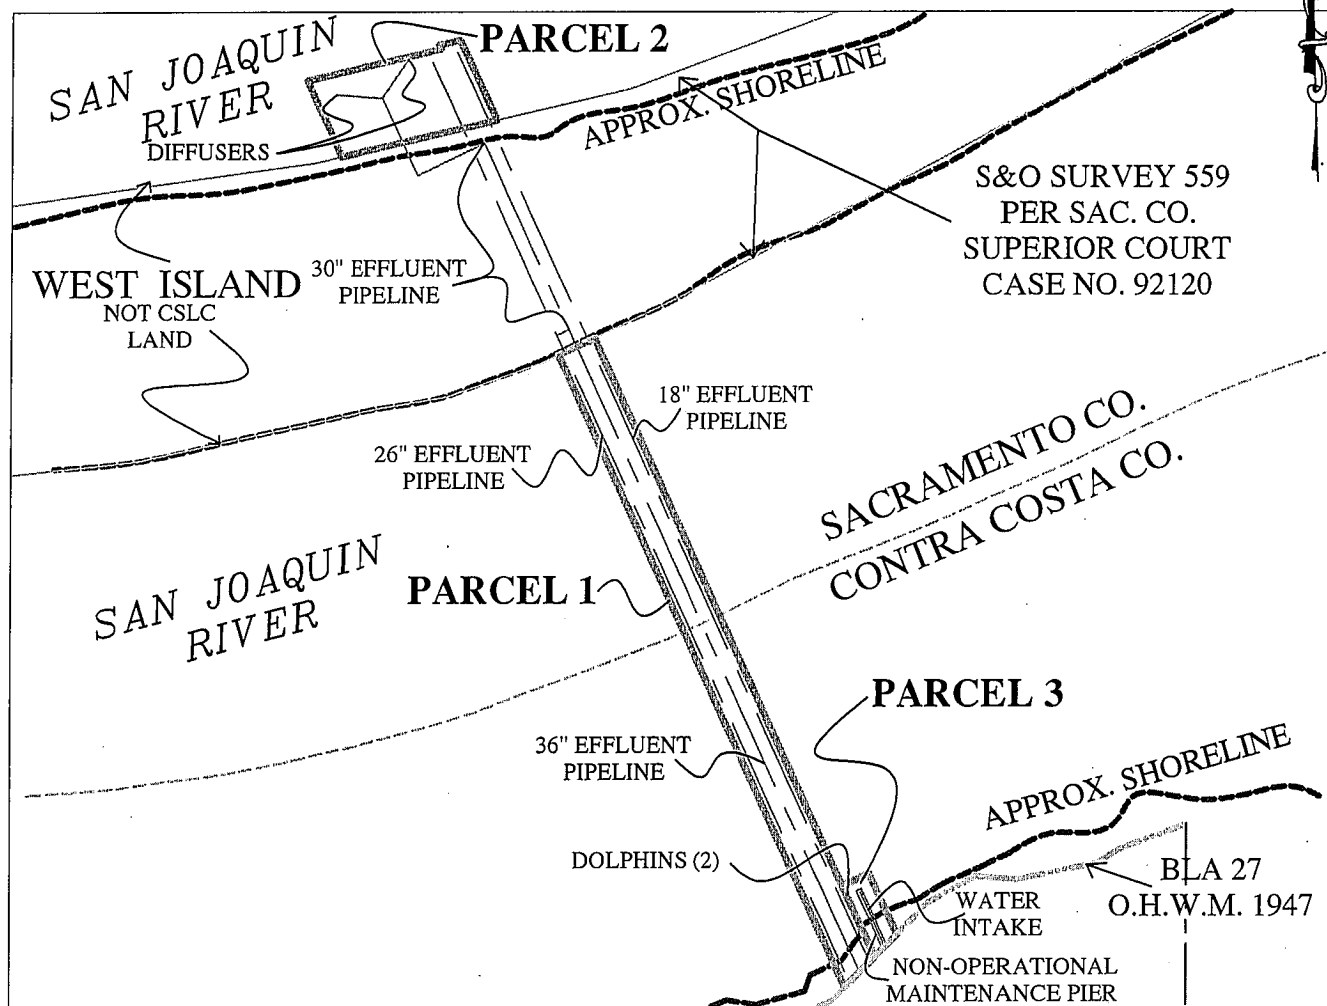 SAN JOAQUIN
RIVER
PARCEL 2
DIFFUSERS
APPROX. SHORELINE
S&O SURVEY 559
PER SAC. CO.
SUPERIOR COURT
CASE NO. 92120
WEST ISLAND
NOT CSLC
LAND
30" EFFLUENT
PIPELINE
18" EFFLUENT
PIPELINE
26" EFFLUENT
PIPELINE
SACRAMENTO CO.
CONTRA COSTA CO.
SAN JOAQUIN
RIVER
PARCEL 1
PARCEL 3
36" EFFLUENT
PIPELINE
APPROX. SHORELINE
DOLPHINS (2)
BLA 27
O.H.W.M. 1947
WATER
INTAKE
NON-OPERATIONAL
MAINTENANCE PIER